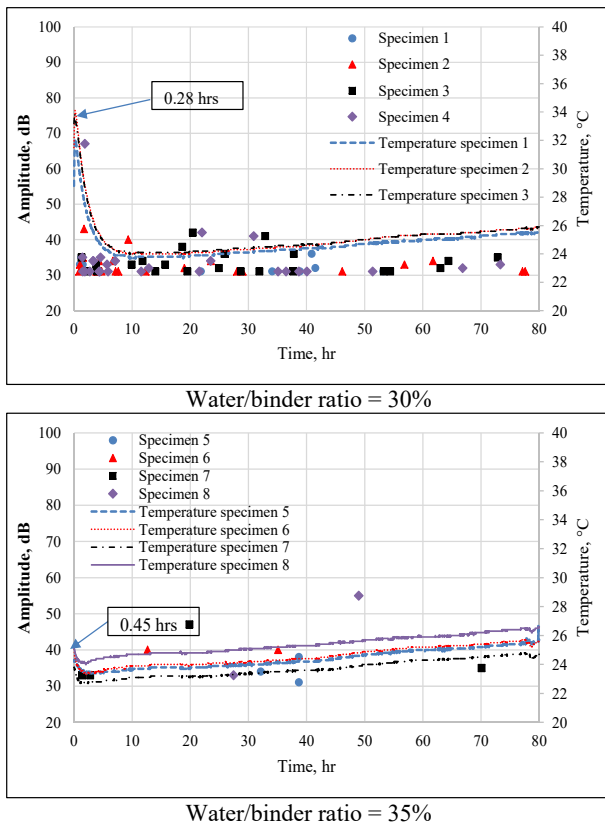 100
90
80
70
60
50
40
30
20
Amplitude, dB
0.28 hrs
Specimen 1
Specimen 2
Specimen 3
Specimen 4
Temperature specimen 1
Temperature specimen 2
Temperature specimen 3
40
38
36
34
32
30
28
26
24
22
20
Temperature, °C
0 10 20 30 40 50 60 70 80
Time, hr
Water/binder ratio = 30%
100
90
80
70
60
50
40
30
20
Amplitude, dB
Specimen 5
Specimen 6
Specimen 7
Specimen 8
Temperature specimen 5
Temperature specimen 6
Temperature specimen 7
Temperature specimen 8
0.45 hrs
40
38
36
34
32
30
28
26
24
22
20
Temperature, °C
0 10 20 30 40 50 60 70 80
Time, hr
Water/binder ratio = 35%